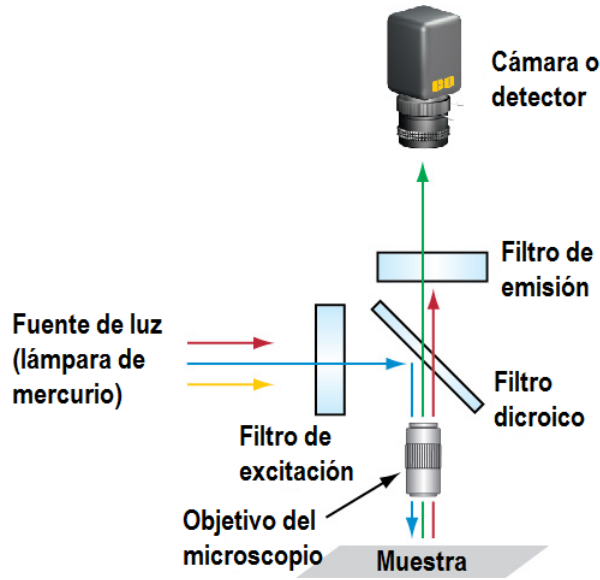 Cámara o
detector
Filtro de
emisión
Fuente de luz
(lámpara de
mercurio)
Filtro
dicroico
Filtro de
excitación
Objetivo del
microscopio
Muestra